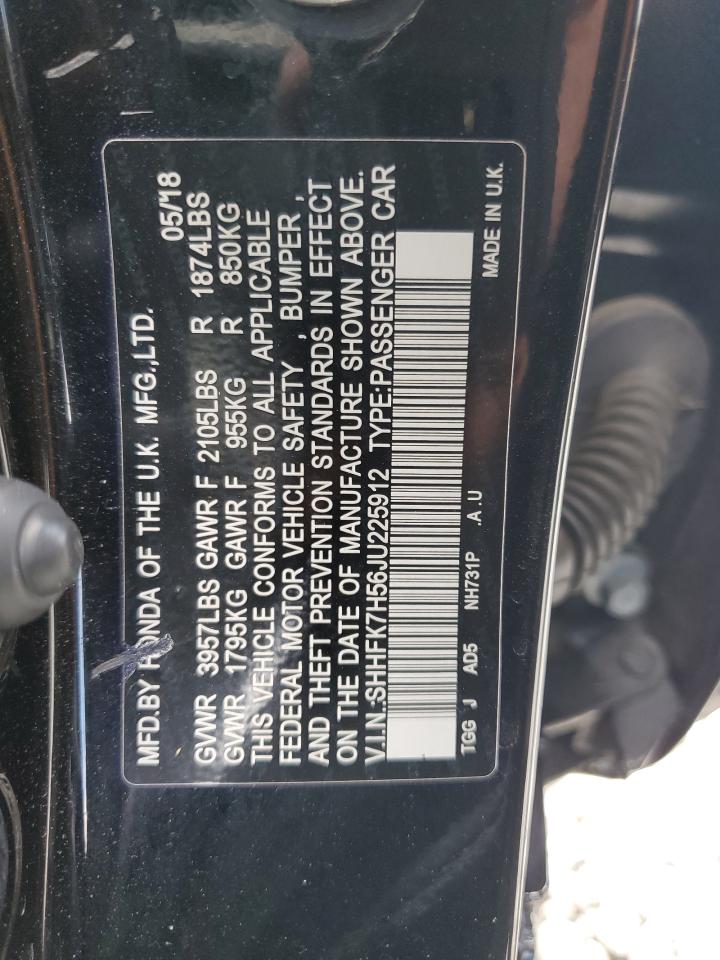 MFD.BY HONDA OF THE U.K. MFG.,LTD. 05/18
GVWR 3957LBS GAWR F 2105LBS R 1874LBS
GVWR 1795KG GAWR F 955KG R 850KG
THIS VEHICLE CONFORMS TO ALL APPLICABLE
FEDERAL MOTOR VEHICLE SAFETY , BUMPER ,
AND THEFT PREVENTION STANDARDS IN EFFECT
ON THE DATE OF MANUFACTURE SHOWN ABOVE.
V.I.N.:SHHFK7H56JU225912 TYPE:PASSENGER CAR
TGG J AD5 NH731P .A.U MADE IN U.K.